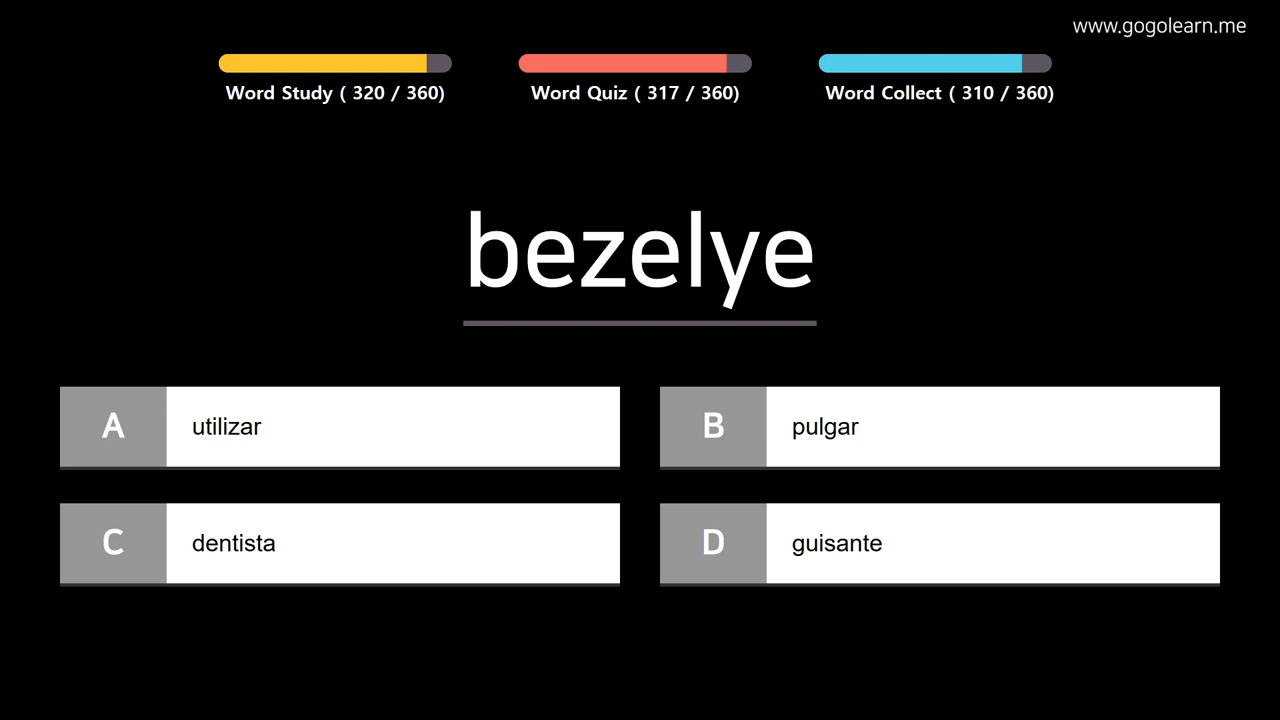 www.gogolearn.me
Word Study ( 320 / 360)
Word Quiz ( 317 / 360)
Word Collect ( 310 / 360)
bezelye
A utilizar
B pulgar
C dentista
D guisante